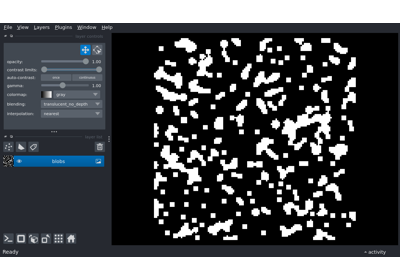 File View Layers Plugins Window Help
opacity: 1.00
contrast limits:
auto-contrast: once continuous
gamma: 1.00
colormap: gray
blending: translucent_no_depth
interpolation: nearest
blobs
Ready activity